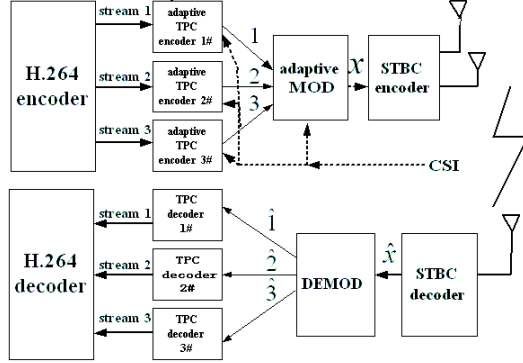 stream 1
adaptive
TPC
encoder 1#
1
H.264
encoder
stream 2
adaptive
TPC
encoder 2#
2
adaptive
MOD
x
STBC
encoder
3
stream 3
adaptive
TPC
encoder 3#
CSI
stream 1
TPC
decoder
1#
1̂
H.264
decoder
stream 2
TPC
decoder
2#
2̂
3̂
DEMOD
x̂
STBC
decoder
stream 3
TPC
decoder
3#